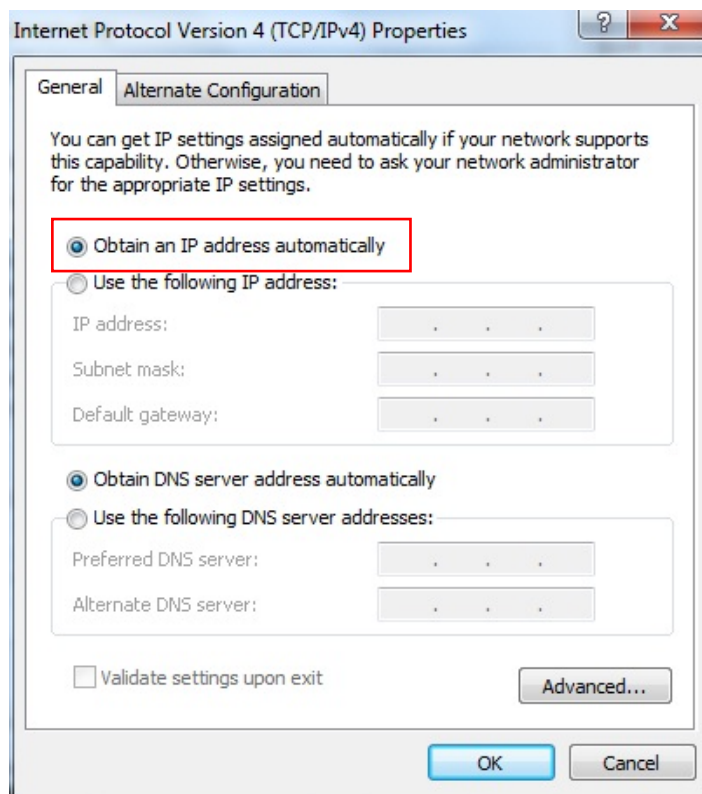 Internet Protocol Version 4 (TCP/IPv4) Properties
?
X
General
Alternate Configuration
You can get IP settings assigned automatically if your network supports
this capability. Otherwise, you need to ask your network administrator
for the appropriate IP settings.
Obtain an IP address automatically
Use the following IP address:
IP address:
. . .
Subnet mask:
. . .
Default gateway:
. . .
Obtain DNS server address automatically
Use the following DNS server addresses:
Preferred DNS server:
. . .
Alternate DNS server:
. . .
Validate settings upon exit
Advanced...
OK
Cancel